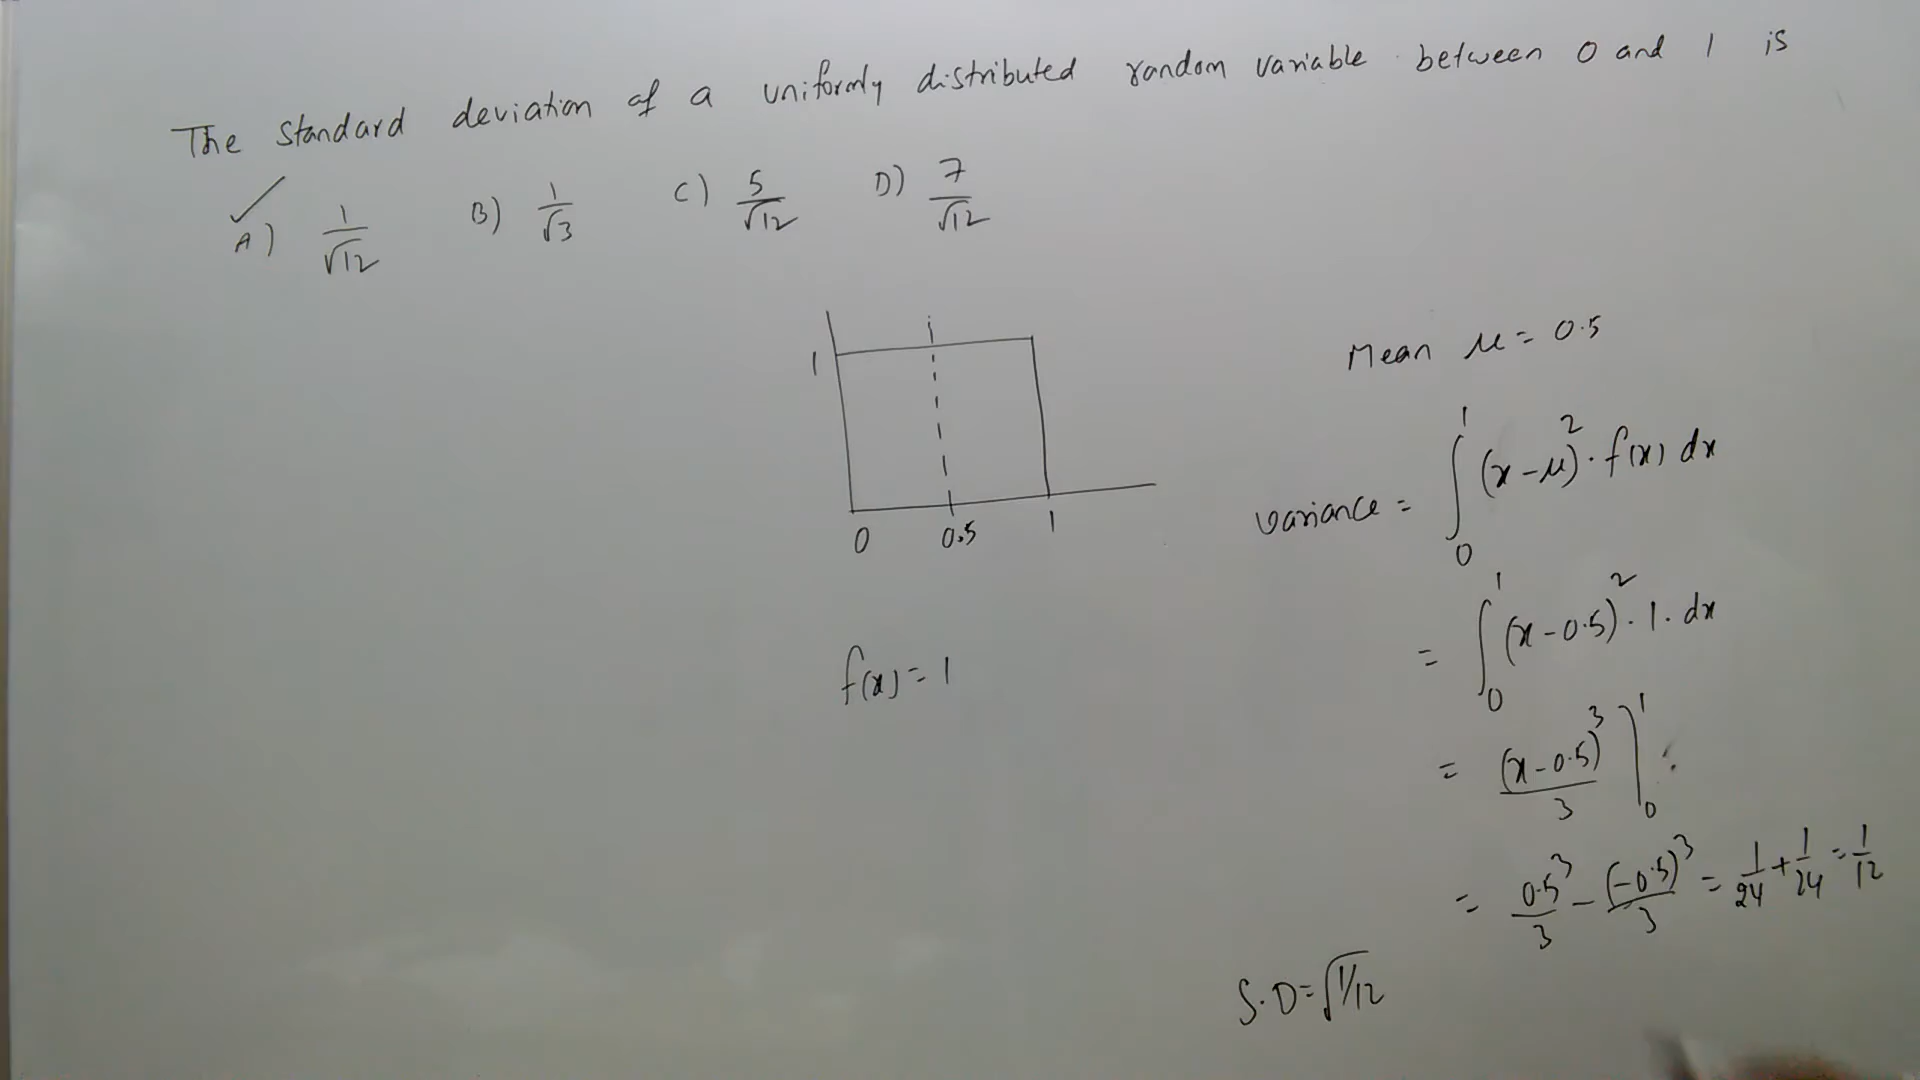 The standard deviation of a uniformly distributed random variable between 0 and 1 is
✓A) 1/√12 B) 1/√3 C) 5/√12 D) 7/√12
1
0 0.5 1
f(x) = 1
Mean μ = 0.5
variance = ∫₀¹ (x-μ)² · f(x) dx
= ∫₀¹ (x-0.5)² · 1 · dx
= (x-0.5)³/3 |₀¹
= 0.5³/3 - (-0.5)³/3 = 1/24 + 1/24 = 1/12
S.D = √1/12